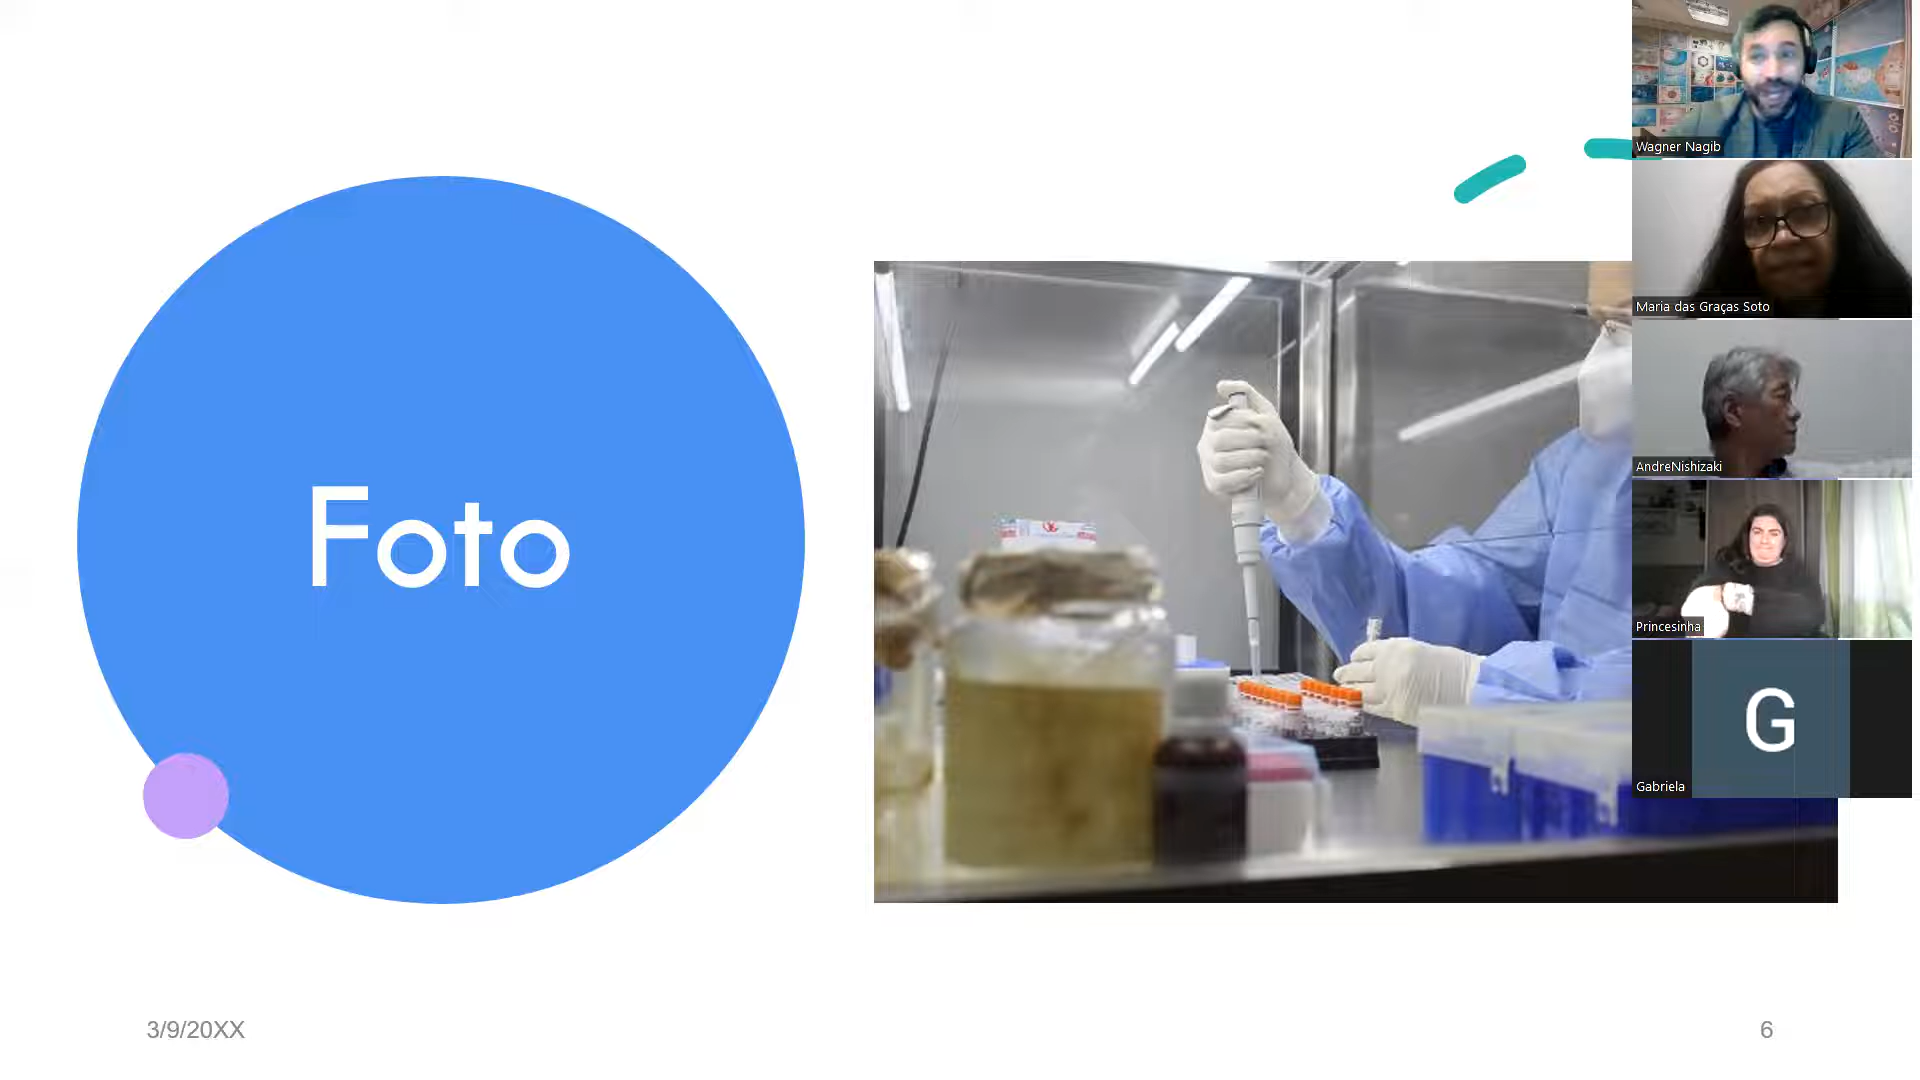 Foto
3/9/20XX
6
Wagner Nagib
Maria das Graças Soto
AndreNishizaki
Princesinha
G
Gabriela